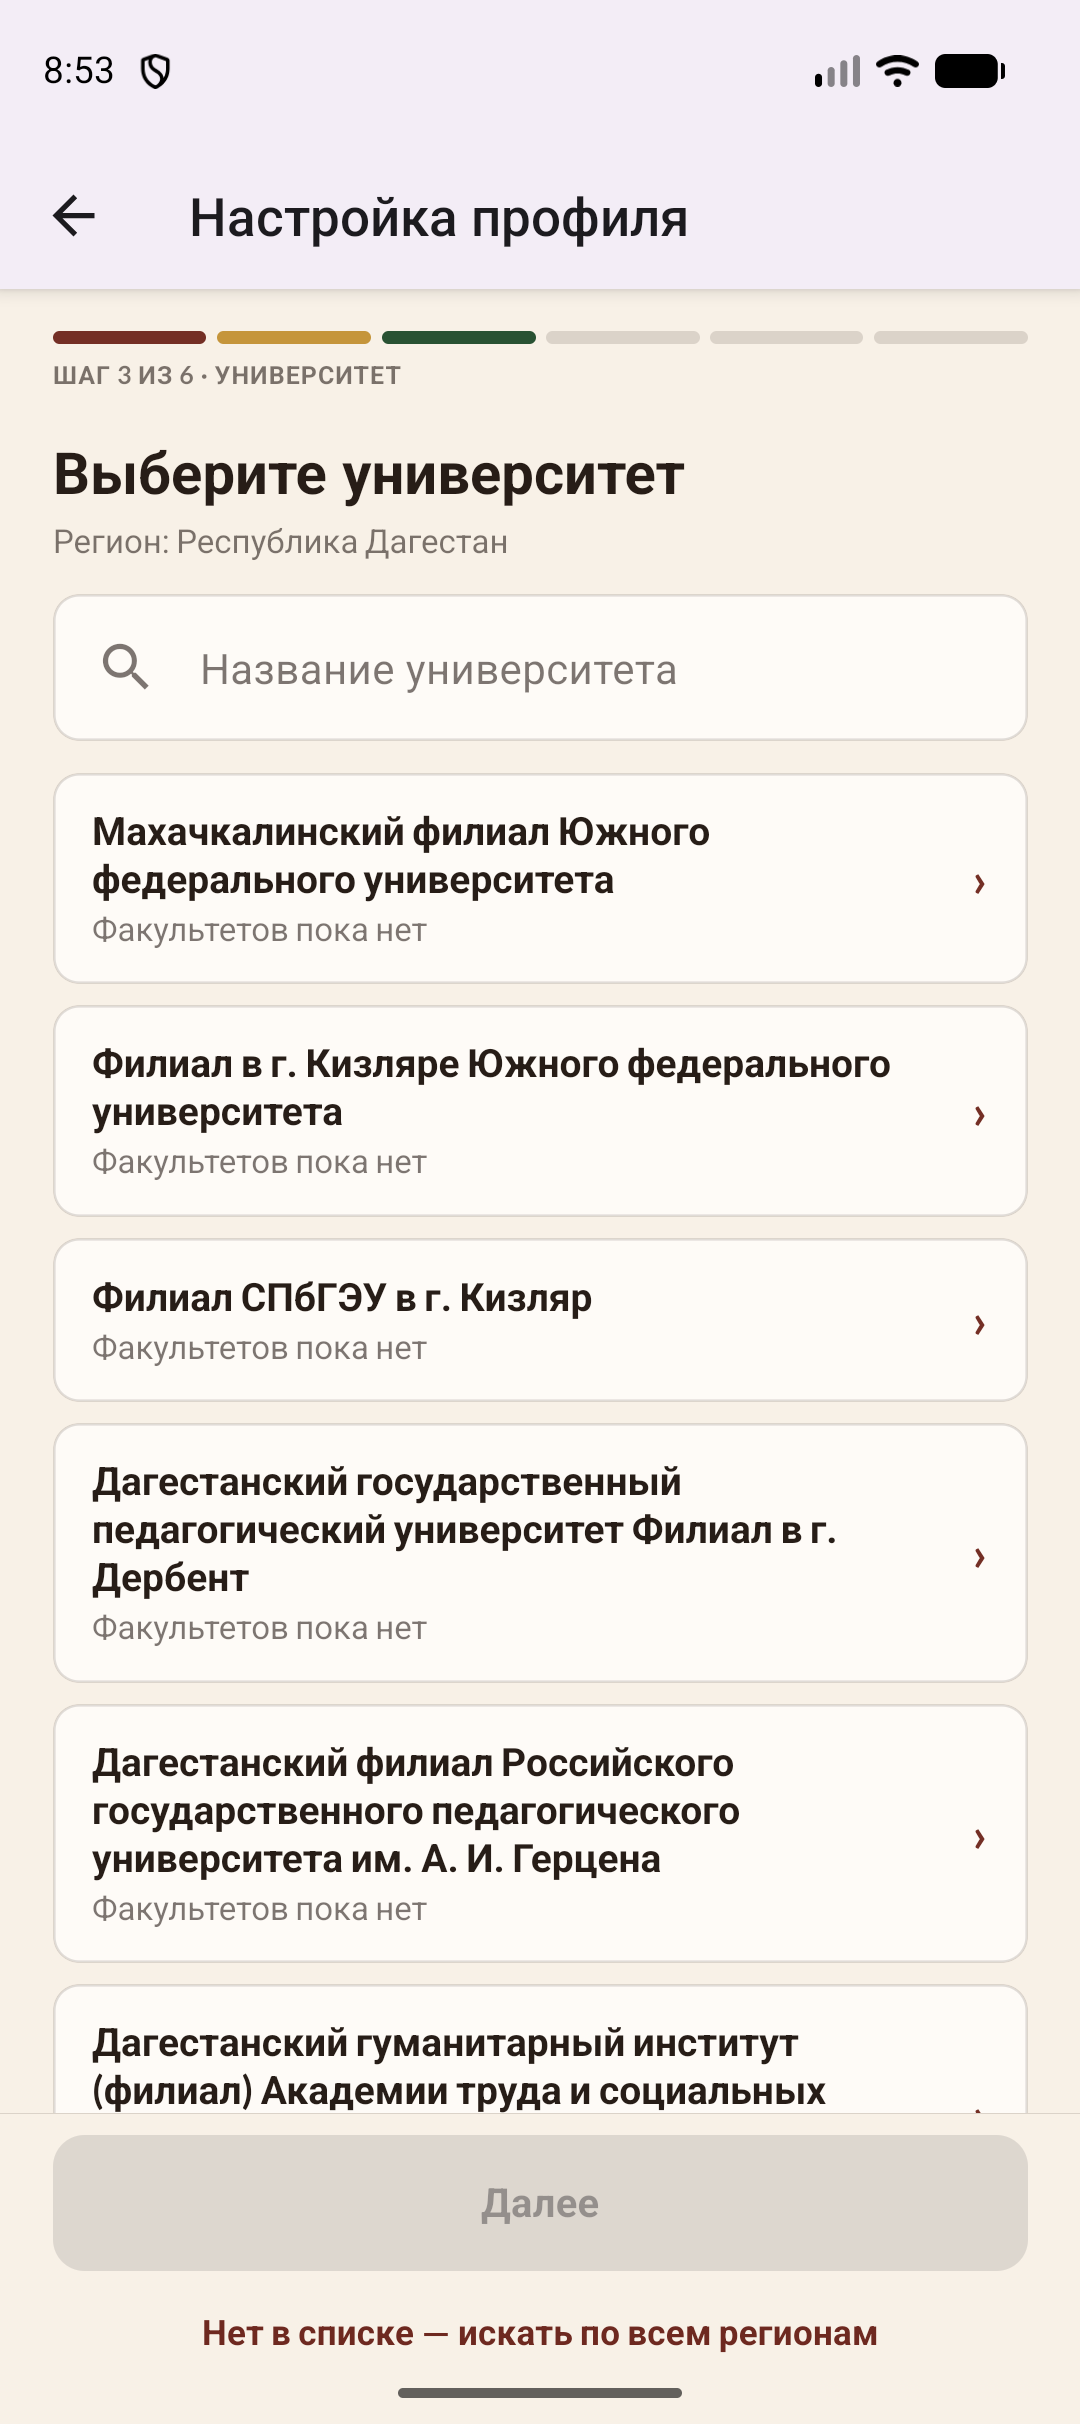 8:53
Настройка профиля
ШАГ 3 ИЗ 6 · УНИВЕРСИТЕТ
Выберите университет
Регион: Республика Дагестан
Название университета
Махачкалинский филиал Южного
федерального университета
Факультетов пока нет
Филиал в г. Кизляре Южного федерального
университета
Факультетов пока нет
Филиал СПбГЭУ в г. Кизляр
Факультетов пока нет
Дагестанский государственный
педагогический университет Филиал в г.
Дербент
Факультетов пока нет
Дагестанский филиал Российского
государственного педагогического
университета им. А. И. Герцена
Факультетов пока нет
Дагестанский гуманитарный институт
(филиал) Академии труда и социальных
Далее
Нет в списке — искать по всем регионам